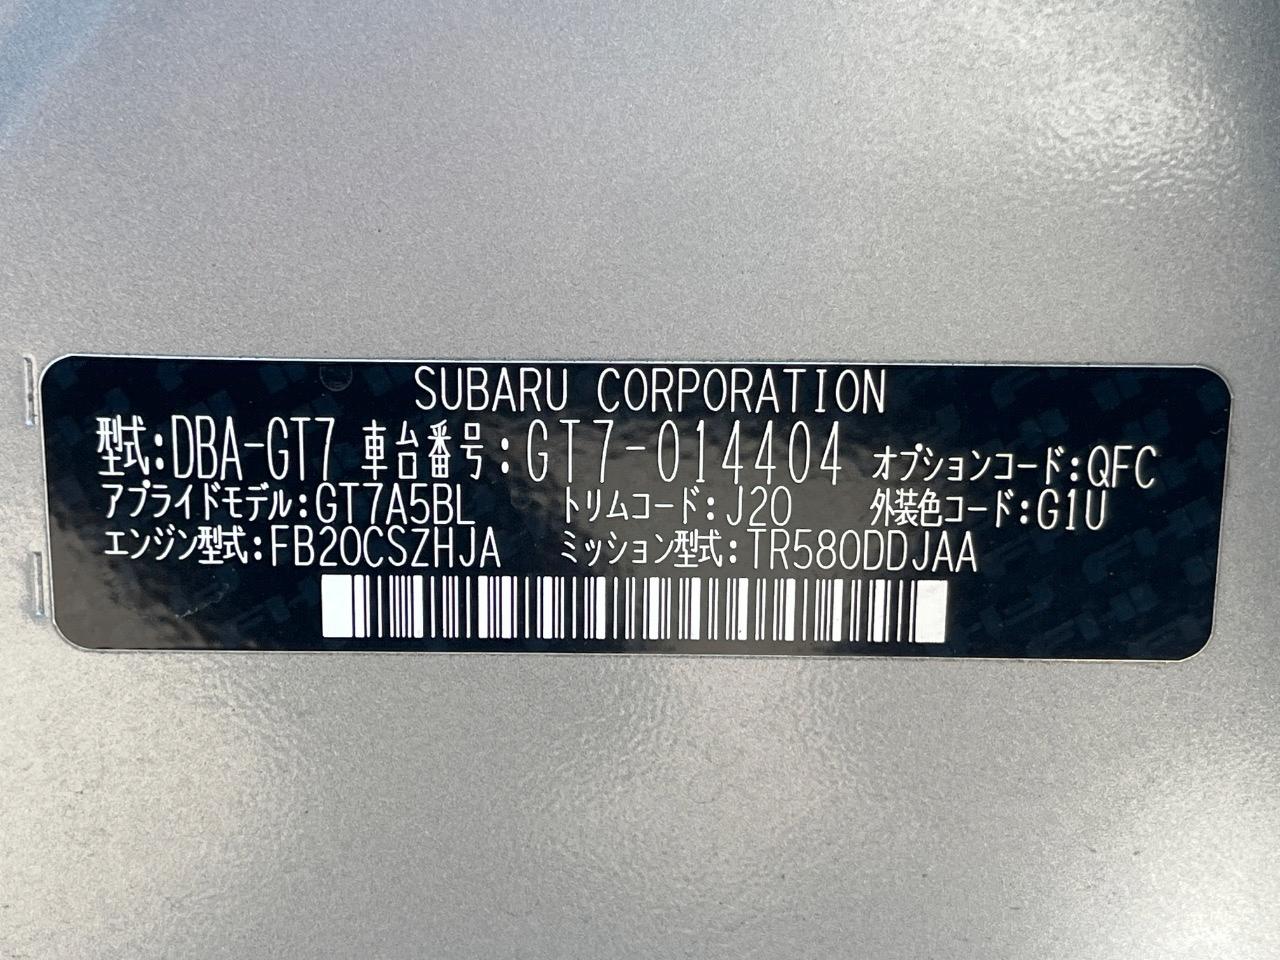 SUBARU CORPORATION
型式:DBA-GT7 車台番号:GT7-014404 オプションコード:QFC
アプライドモデル:GT7A5BL トリムコード:J20 外装色コード:G1U
エンジン型式:FB20CSZHJA ミッション型式:TR580DDJAA